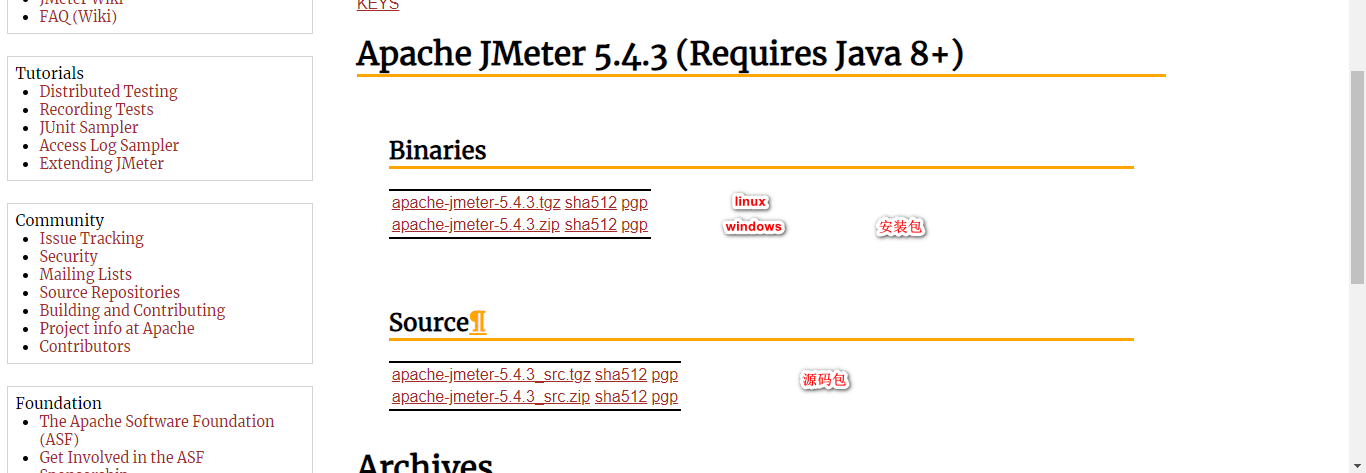 JMeter Wiki
FAQ (Wiki)
Tutorials
Distributed Testing
Recording Tests
JUnit Sampler
Access Log Sampler
Extending JMeter
Community
Issue Tracking
Security
Mailing Lists
Source Repositories
Building and Contributing
Project info at Apache
Contributors
Foundation
The Apache Software Foundation
(ASF)
Get Involved in the ASF
Sponsorship
KEYS
Apache JMeter 5.4.3 (Requires Java 8+)
Binaries
apache-jmeter-5.4.3.tgz sha512 pgp linux
apache-jmeter-5.4.3.zip sha512 pgp windows 安装包
Source¶
apache-jmeter-5.4.3_src.tgz sha512 pgp 源码包
apache-jmeter-5.4.3_src.zip sha512 pgp
Archives